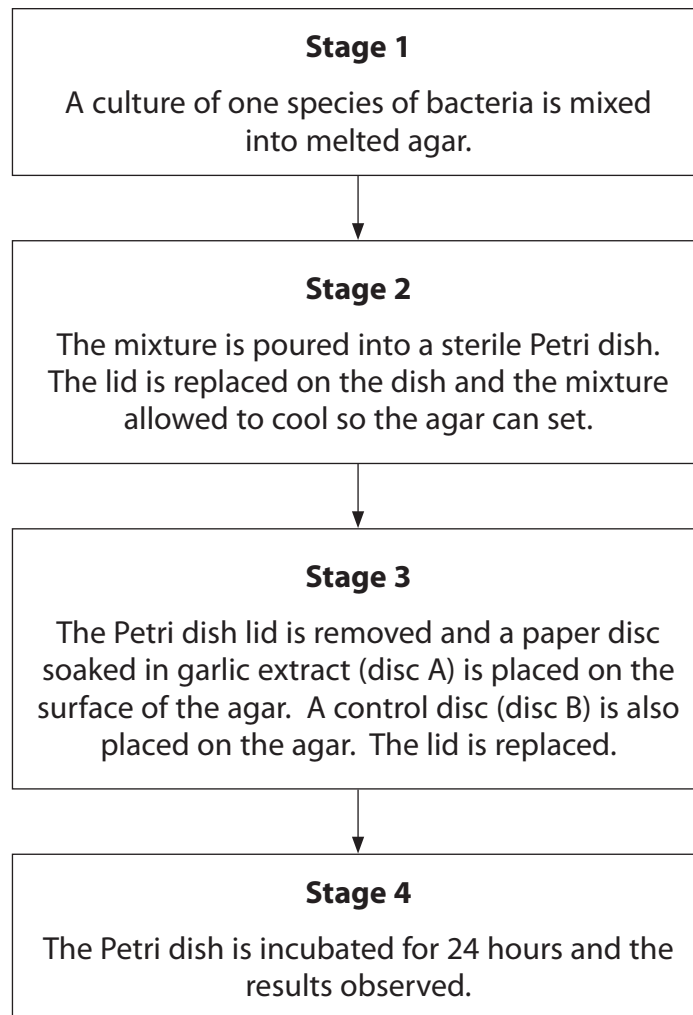 Stage 1
A culture of one species of bacteria is mixed
into melted agar.
Stage 2
The mixture is poured into a sterile Petri dish.
The lid is replaced on the dish and the mixture
allowed to cool so the agar can set.
Stage 3
The Petri dish lid is removed and a paper disc
soaked in garlic extract (disc A) is placed on the
surface of the agar. A control disc (disc B) is also
placed on the agar. The lid is replaced.
Stage 4
The Petri dish is incubated for 24 hours and the
results observed.